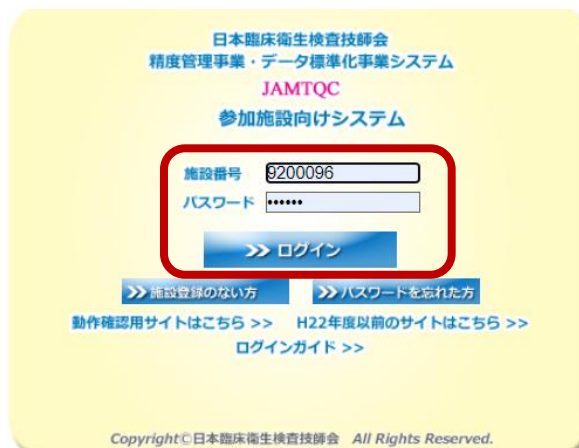 日本臨床衛生検査技師会
精度管理事業・データ標準化事業システム
JAMTQC
参加施設向けシステム
施設番号 9200096
パスワード ••••••
>> ログイン
>> 施設登録のない方 >> パスワードを忘れた方
動作確認用サイトはこちら >> H22年度以前のサイトはこちら >>
ログインガイド >>
Copyright©日本臨床衛生検査技師会 All Rights Reserved.